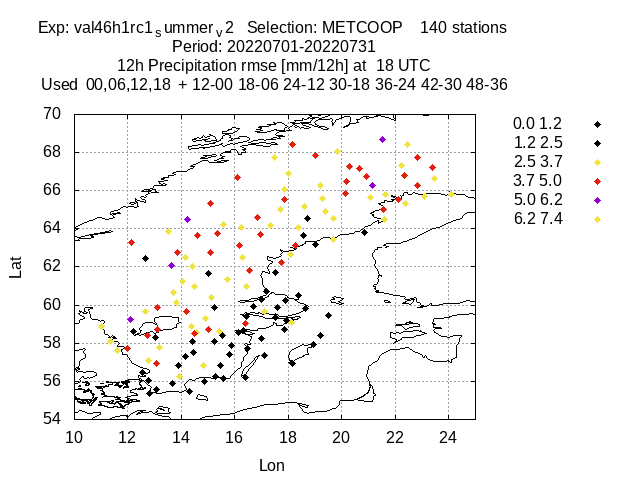 Exp: val46h1rc1summerv2 Selection: METCOOP 140 stations
Period: 20220701-20220731
12h Precipitation rmse [mm/12h] at 18 UTC
Used 00,06,12,18 + 12-00 18-06 24-12 30-18 36-24 42-30 48-36
70
68
66
64
62
60
58
56
54
Lat
10 12 14 16 18 20 22 24
Lon
0.0 1.2
1.2 2.5
2.5 3.7
3.7 5.0
5.0 6.2
6.2 7.4